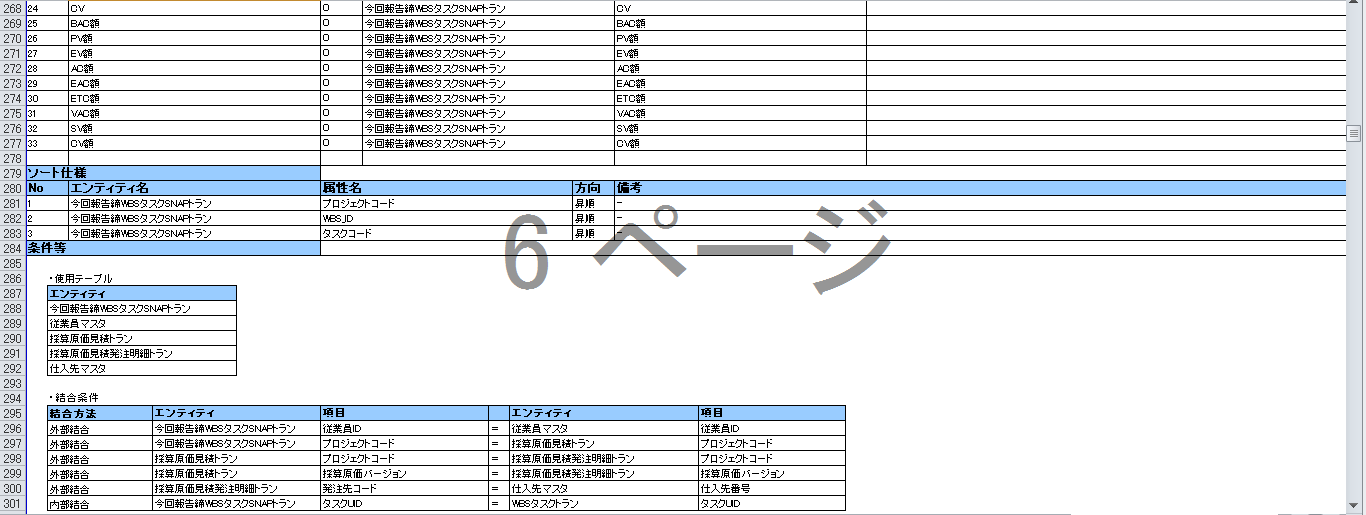 268 24 CV O 今回報告締WBSタスクSNAPトラン CV
269 25 BAC額 O 今回報告締WBSタスクSNAPトラン BAC額
270 26 PV額 O 今回報告締WBSタスクSNAPトラン PV額
271 27 EV額 O 今回報告締WBSタスクSNAPトラン EV額
272 28 AC額 O 今回報告締WBSタスクSNAPトラン AC額
273 29 EAC額 O 今回報告締WBSタスクSNAPトラン EAC額
274 30 ETC額 O 今回報告締WBSタスクSNAPトラン ETC額
275 31 VAC額 O 今回報告締WBSタスクSNAPトラン VAC額
276 32 SV額 O 今回報告締WBSタスクSNAPトラン SV額
277 33 CV額 O 今回報告締WBSタスクSNAPトラン CV額
278
279 ソート仕様
280 No エンティティ名 属性名 方向 備考
281 1 今回報告締WBSタスクSNAPトラン プロジェクトコード 昇順 -
282 2 今回報告締WBSタスクSNAPトラン WBS_ID 昇順 -
283 3 今回報告締WBSタスクSNAPトラン タスクコード 昇順 -
6 ページ
284 条件等
285
286 ・使用テーブル
287 エンティティ
288 今回報告締WBSタスクSNAPトラン
289 従業員マスタ
290 採算原価見積トラン
291 採算原価見積発注明細トラン
292 仕入先マスタ
293
294 ・結合条件
295 結合方法 エンティティ 項目 エンティティ 項目
296 外部結合 今回報告締WBSタスクSNAPトラン 従業員ID = 従業員マスタ 従業員ID
297 外部結合 今回報告締WBSタスクSNAPトラン プロジェクトコード = 採算原価見積トラン プロジェクトコード
298 外部結合 採算原価見積トラン プロジェクトコード = 採算原価見積発注明細トラン プロジェクトコード
299 外部結合 採算原価見積トラン 採算原価バージョン = 採算原価見積発注明細トラン 採算原価バージョン
300 外部結合 採算原価見積発注明細トラン 発注先コード = 仕入先マスタ 仕入先番号
301 内部結合 今回報告締WBSタスクSNAPトラン タスクUID = WBSタスクトラン タスクUID